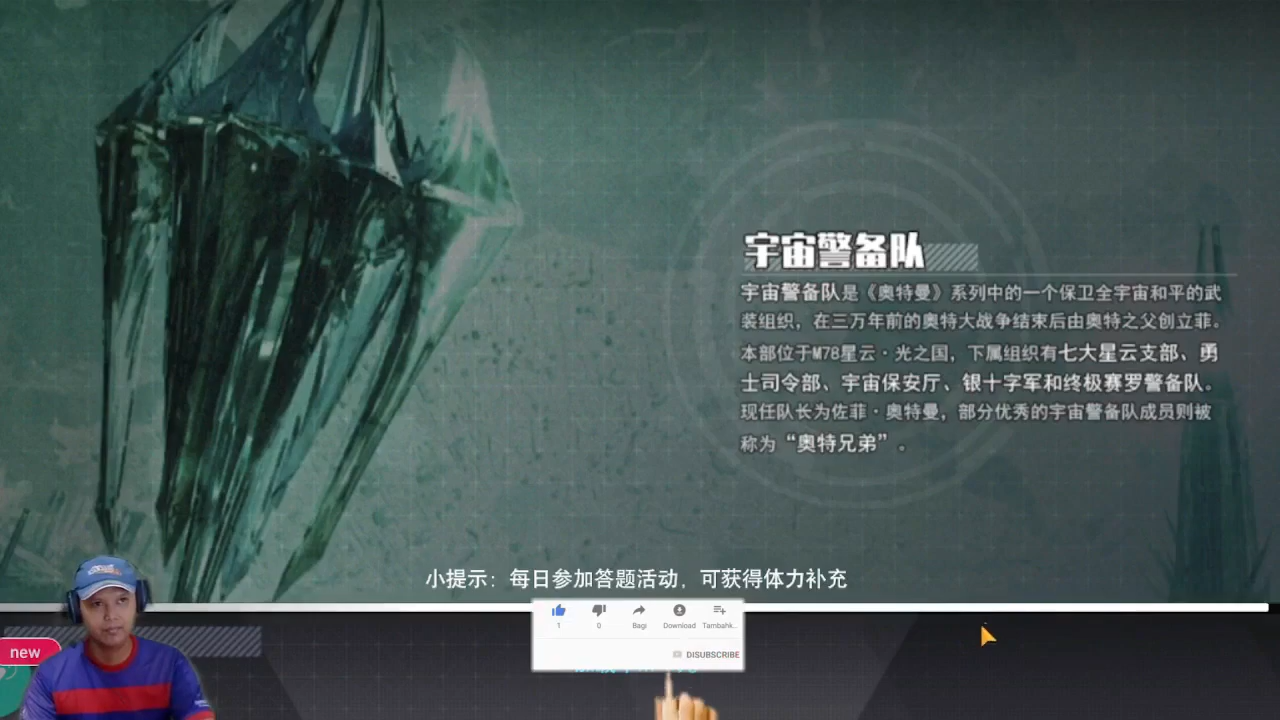 宇宙警备队
宇宙警备队是《奥特曼》系列中的一个保卫全宇宙和平的武
装组织，在三万年前的奥特大战争结束后由奥特之父创立菲。
本部位于M78星云·光之国，下属组织有七大星云支部、勇
士司令部、宇宙保安厅、银十字军和终极赛罗警备队。
现任队长为佐菲·奥特曼，部分优秀的宇宙警备队成员则被
称为“奥特兄弟”。
小提示：每日参加答题活动，可获得体力补充
1 0 Bagi Download Tambahk...
DISUBSCRIBE
new